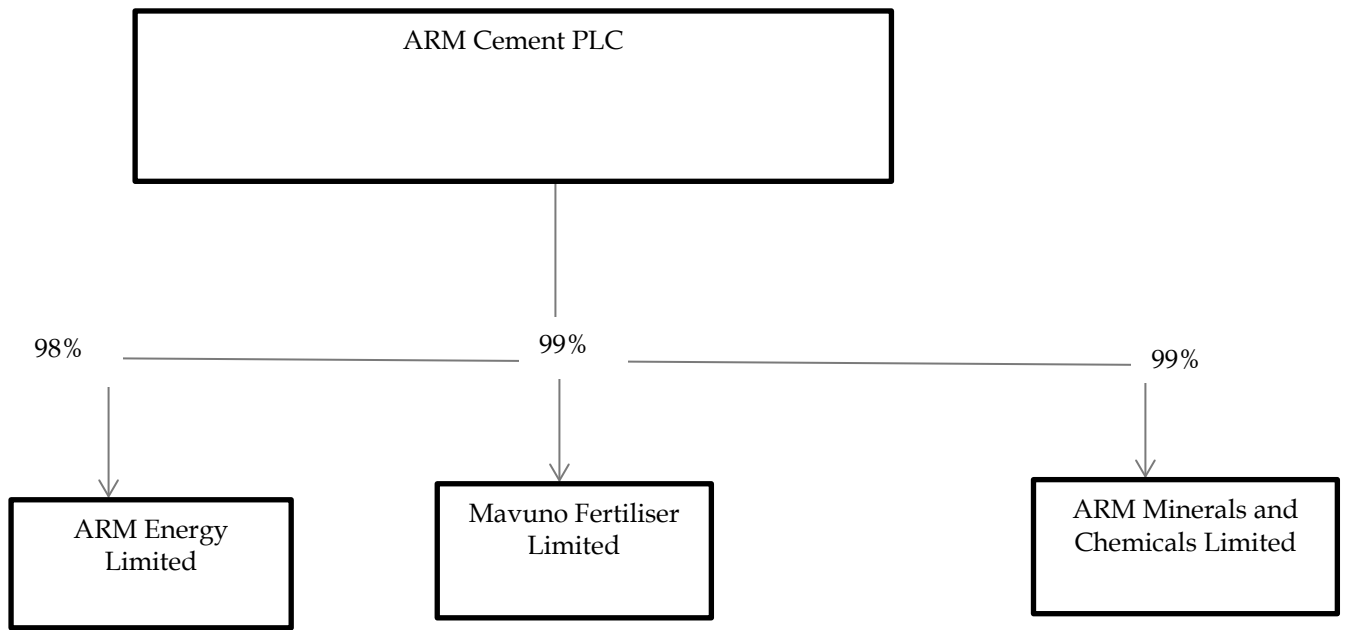 ARM Cement PLC
98%
99%
99%
ARM Energy
Limited
Mavuno Fertiliser
Limited
ARM Minerals and
Chemicals Limited